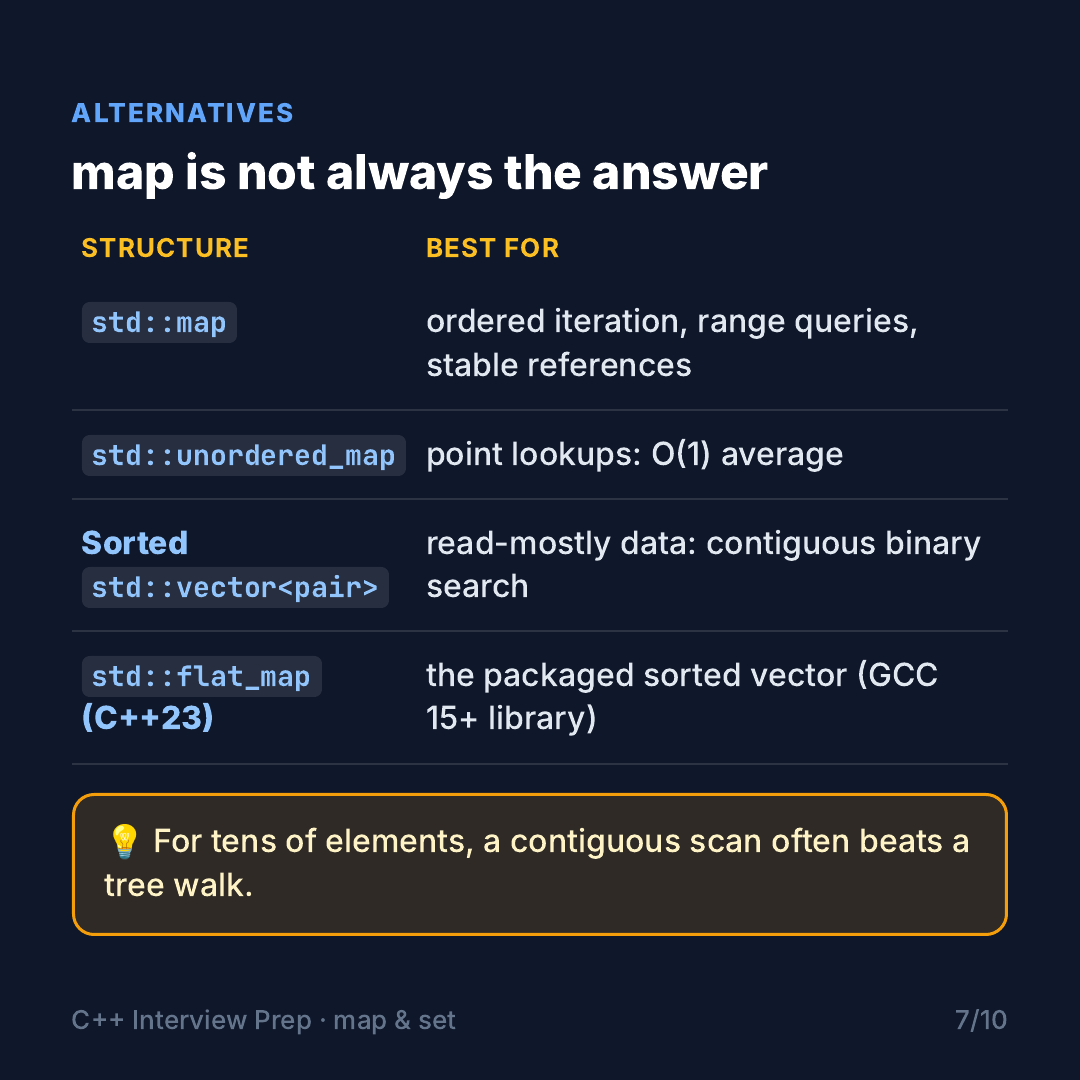 ALTERNATIVES
map is not always the answer
STRUCTURE BEST FOR
std::map ordered iteration, range queries,
stable references
std::unordered_map point lookups: O(1) average
Sorted read-mostly data: contiguous binary
std::vector<pair> search
std::flat_map the packaged sorted vector (GCC
(C++23) 15+ library)
💡 For tens of elements, a contiguous scan often beats a
tree walk.
C++ Interview Prep · map & set 7/10